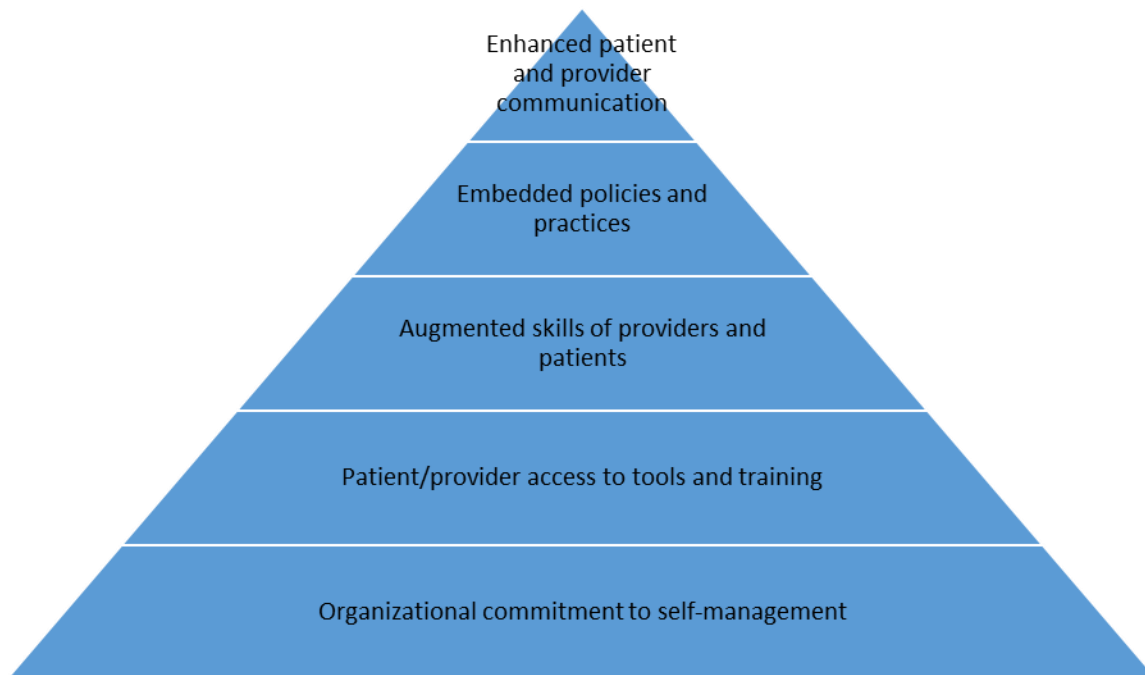 Enhanced patient
and provider
communication
Embedded policies and
practices
Augmented skills of providers and
patients
Patient/provider access to tools and training
Organizational commitment to self-management